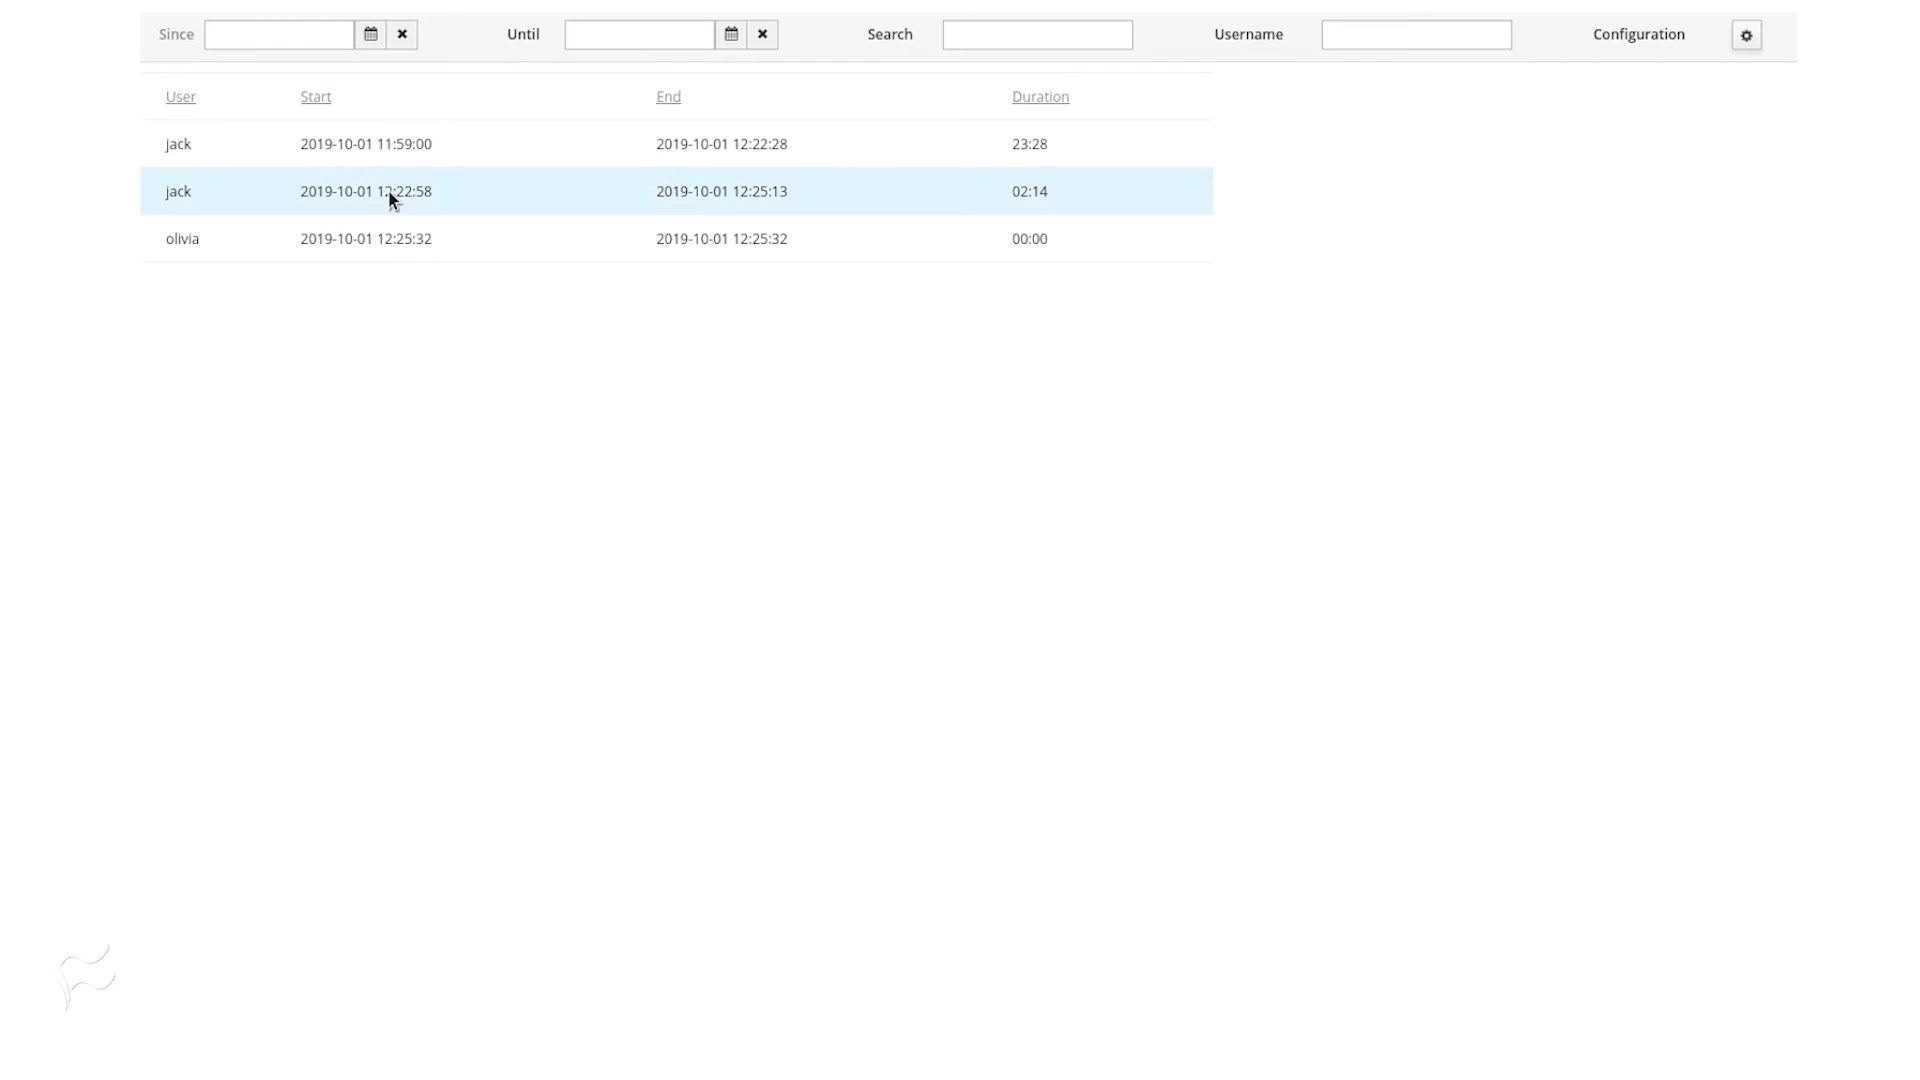 Since Until Search Username Configuration
User Start End Duration
jack 2019-10-01 11:59:00 2019-10-01 12:22:28 23:28
jack 2019-10-01 12:22:58 2019-10-01 12:25:13 02:14
olivia 2019-10-01 12:25:32 2019-10-01 12:25:32 00:00